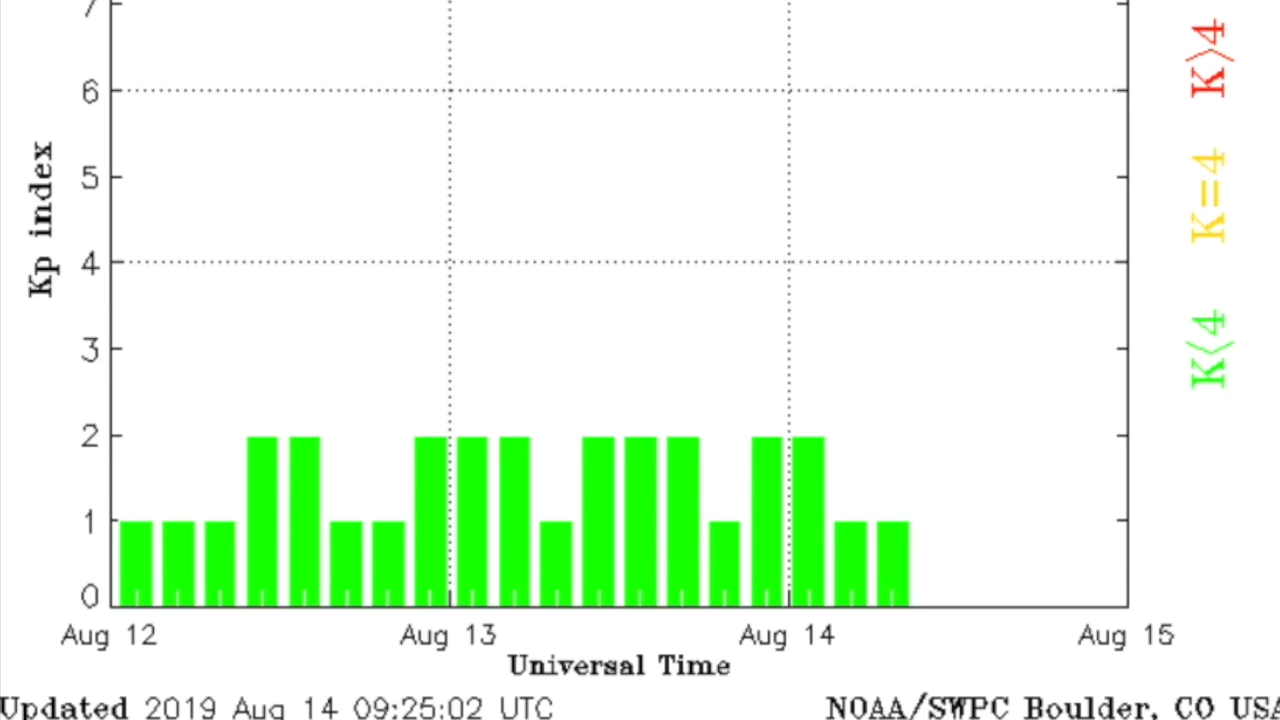 7
K>4
6
Kp index
5
K=4
4
3
K<4
2
1
0
Aug 12 Aug 13 Aug 14 Aug 15
Universal Time
Updated 2019 Aug 14 09:25:02 UTC NOAA/SWPC Boulder, CO USA